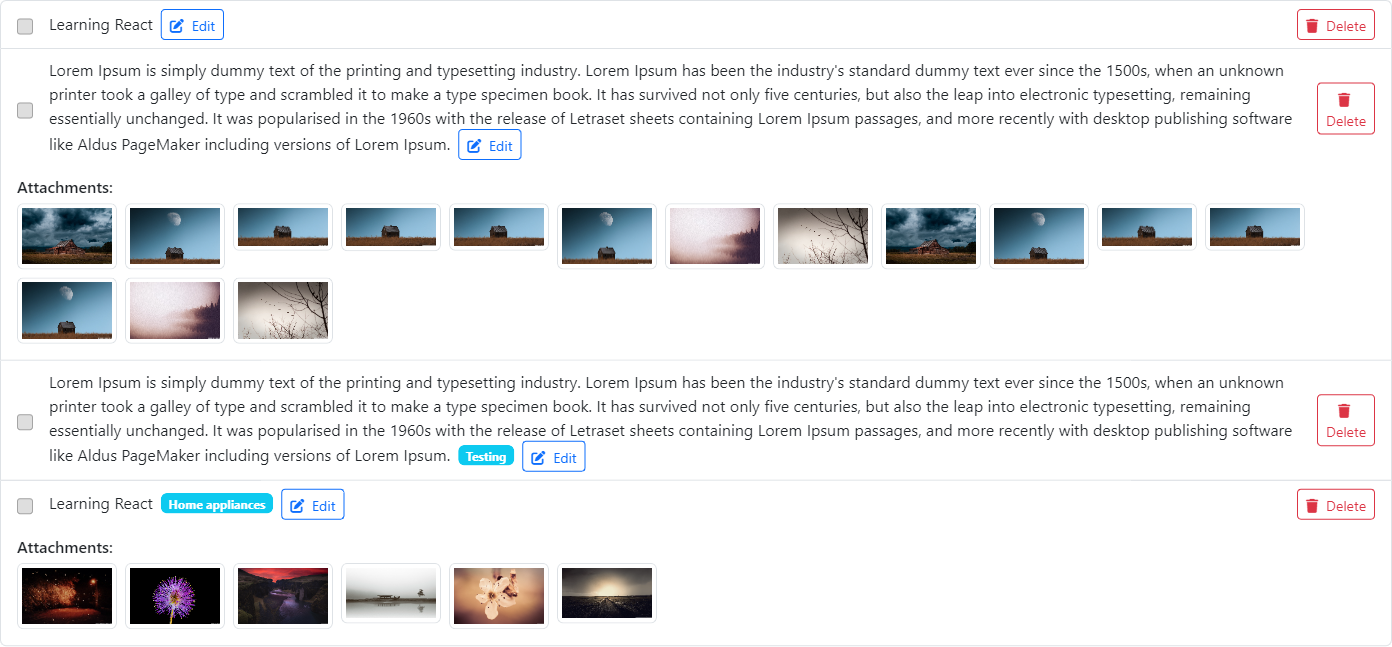 Learning React Edit Delete
Lorem Ipsum is simply dummy text of the printing and typesetting industry. Lorem Ipsum has been the industry's standard dummy text ever since the 1500s, when an unknown
printer took a galley of type and scrambled it to make a type specimen book. It has survived not only five centuries, but also the leap into electronic typesetting, remaining
essentially unchanged. It was popularised in the 1960s with the release of Letraset sheets containing Lorem Ipsum passages, and more recently with desktop publishing software
like Aldus PageMaker including versions of Lorem Ipsum. Edit
Delete
Attachments:
Lorem Ipsum is simply dummy text of the printing and typesetting industry. Lorem Ipsum has been the industry's standard dummy text ever since the 1500s, when an unknown
printer took a galley of type and scrambled it to make a type specimen book. It has survived not only five centuries, but also the leap into electronic typesetting, remaining
essentially unchanged. It was popularised in the 1960s with the release of Letraset sheets containing Lorem Ipsum passages, and more recently with desktop publishing software
like Aldus PageMaker including versions of Lorem Ipsum. Testing Edit
Delete
Learning React Home appliances Edit Delete
Attachments: